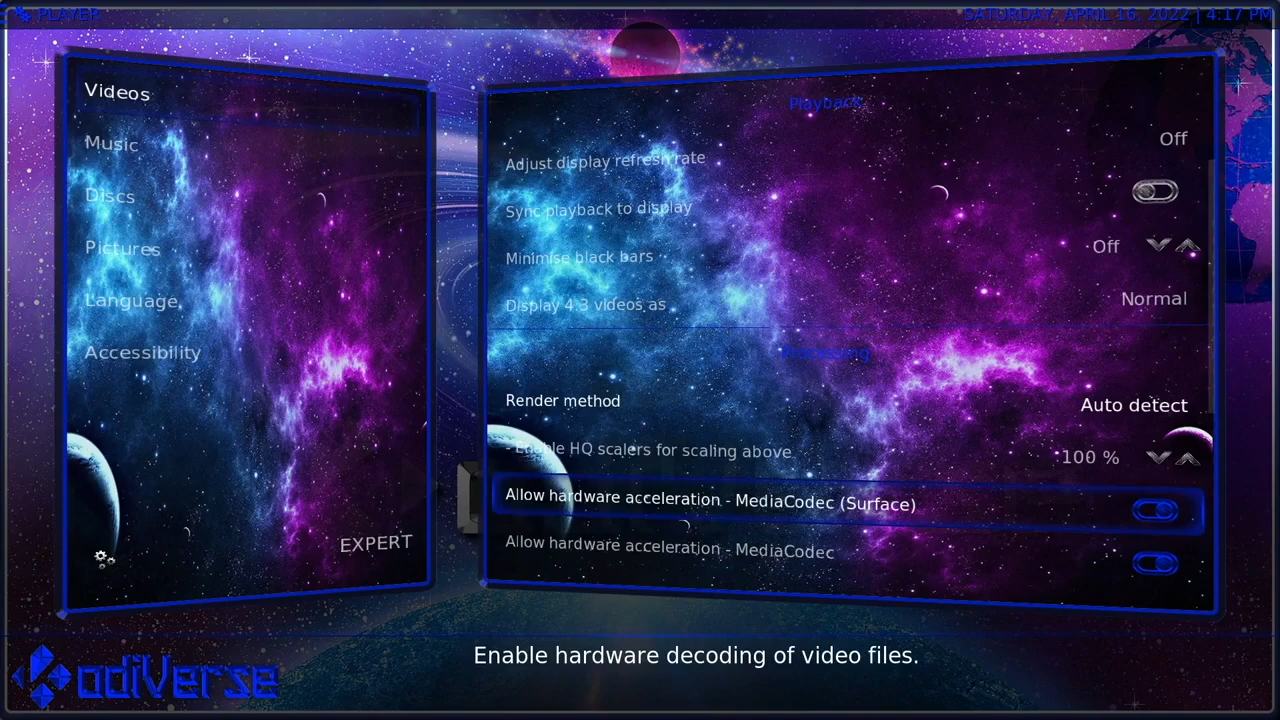 PLAYER
SATURDAY, APRIL 16, 2022 | 4:17 PM
Videos
Music
Discs
Pictures
Language
Accessibility
EXPERT
Playback
Adjust display refresh rate Off
Sync playback to display
Minimise black bars Off
Display 4:3 videos as Normal
Processing
Render method Auto detect
- Enable HQ scalers for scaling above 100 %
Allow hardware acceleration - MediaCodec (Surface)
Allow hardware acceleration - MediaCodec
Enable hardware decoding of video files.
KodiVerse